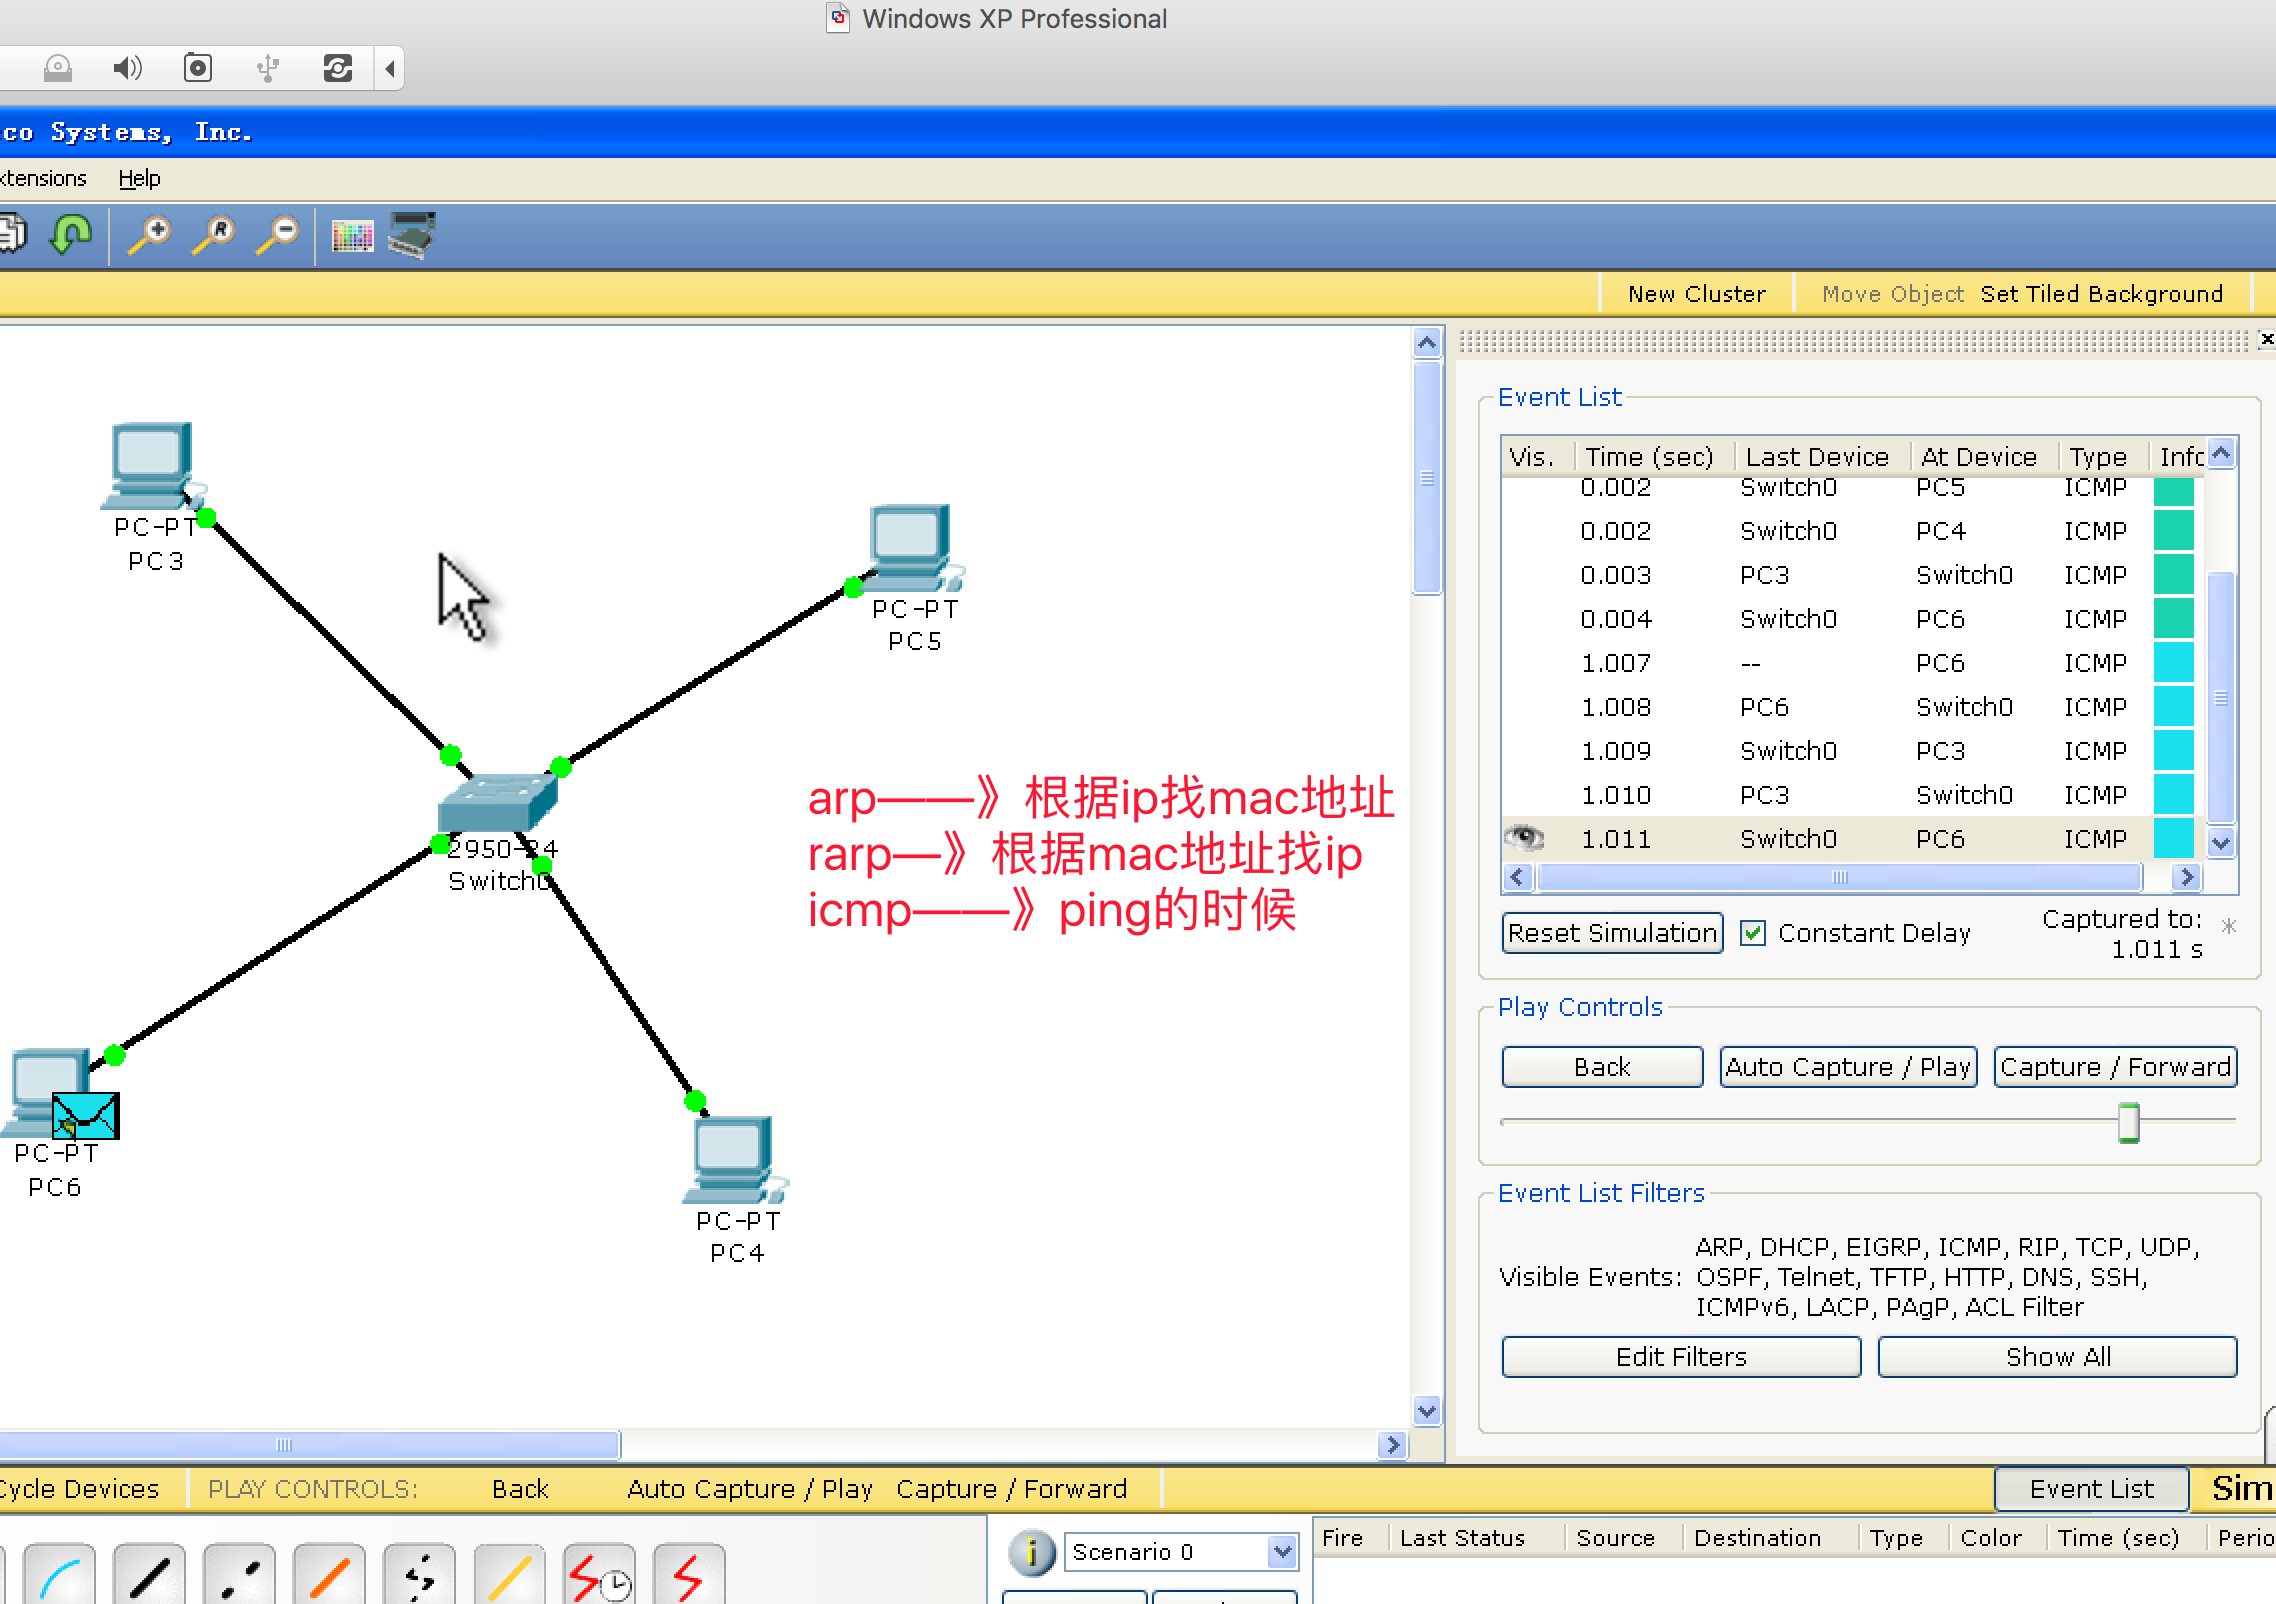 Windows XP Professional
co Systems, Inc.
xtensions Help
New Cluster Move Object Set Tiled Background
PC-PT
PC3
PC-PT
PC5
2950-24
Switch0
PC-PT
PC6
PC-PT
PC4
arp——》根据ip找mac地址
rarp—》根据mac地址找ip
icmp——》ping的时候
Event List
Vis. Time (sec) Last Device At Device Type Info
0.002 Switch0 PC5 ICMP
0.002 Switch0 PC4 ICMP
0.003 PC3 Switch0 ICMP
0.004 Switch0 PC6 ICMP
1.007 -- PC6 ICMP
1.008 PC6 Switch0 ICMP
1.009 Switch0 PC3 ICMP
1.010 PC3 Switch0 ICMP
1.011 Switch0 PC6 ICMP
Reset Simulation Constant Delay Captured to: *
1.011 s
Play Controls
Back Auto Capture / Play Capture / Forward
Event List Filters
Visible Events: ARP, DHCP, EIGRP, ICMP, RIP, TCP, UDP,
OSPF, Telnet, TFTP, HTTP, DNS, SSH,
ICMPv6, LACP, PAgP, ACL Filter
Edit Filters Show All
Cycle Devices PLAY CONTROLS: Back Auto Capture / Play Capture / Forward Event List Sim
Scenario 0
Fire Last Status Source Destination Type Color Time (sec) Perio